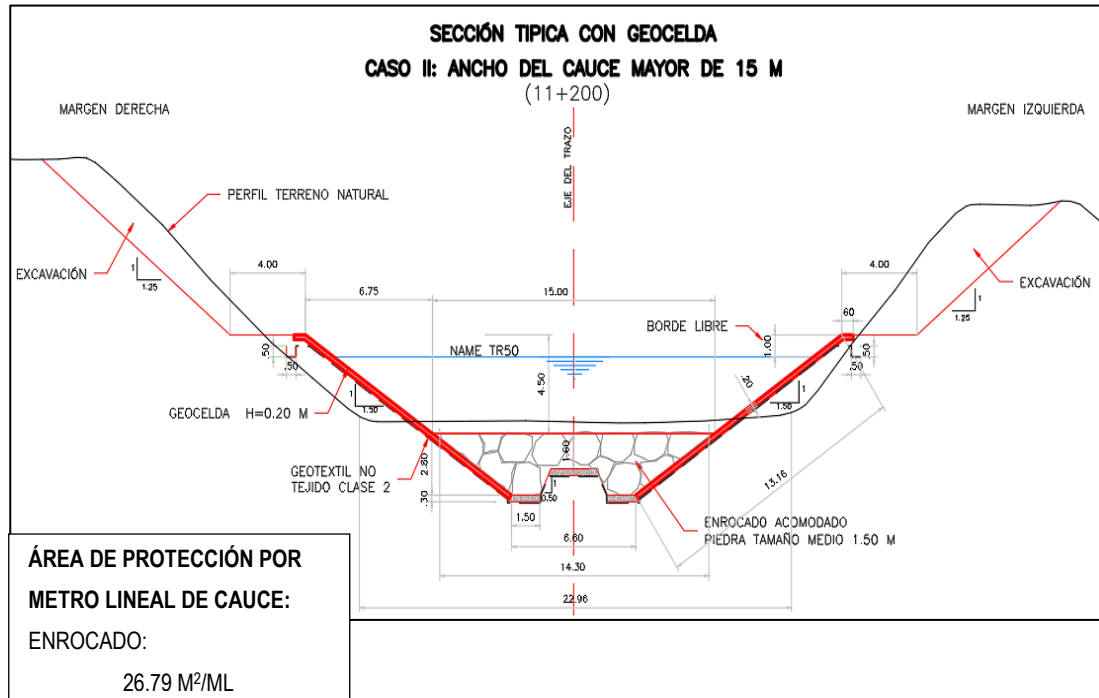 SECCIÓN TIPICA CON GEOCELDA
CASO II: ANCHO DEL CAUCE MAYOR DE 15 M
(11+200)
MARGEN DERECHA
MARGEN IZQUIERDA
EJE DEL TRAZO
PERFIL TERRENO NATURAL
EXCAVACIÓN
1
1.25
4.00
6.75
15.00
4.00
EXCAVACIÓN
1
1.25
60
BORDE LIBRE
1.00
.50
.50
NAME TR50
4.50
.50
.50
GEOCELDA H=0.20 M
1
1.50
.20
1
1.50
GEOTEXTIL NO
TEJIDO CLASE 2
2.80
.30
1.60
1
0.50
13.16
1.50
6.60
ENROCADO ACOMODADO
PIEDRA TAMAÑO MEDIO 1.50 M
14.30
22.96
ÁREA DE PROTECCIÓN POR
METRO LINEAL DE CAUCE:
ENROCADO:
26.79 M²/ML